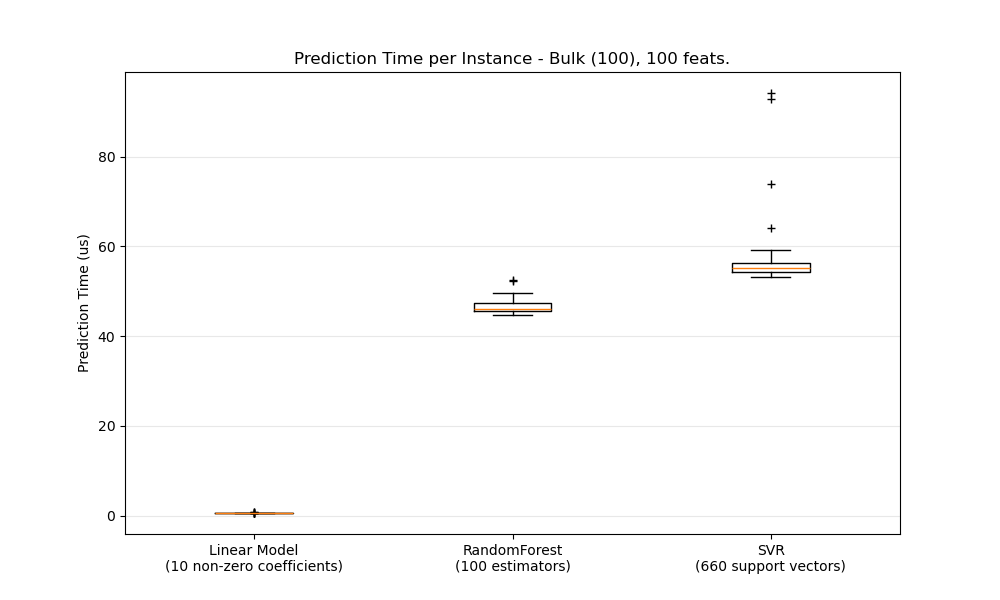 Prediction Time per Instance - Bulk (100), 100 feats.
Prediction Time (us)
80
60
40
20
0
Linear Model
(10 non-zero coefficients)
RandomForest
(100 estimators)
SVR
(660 support vectors)